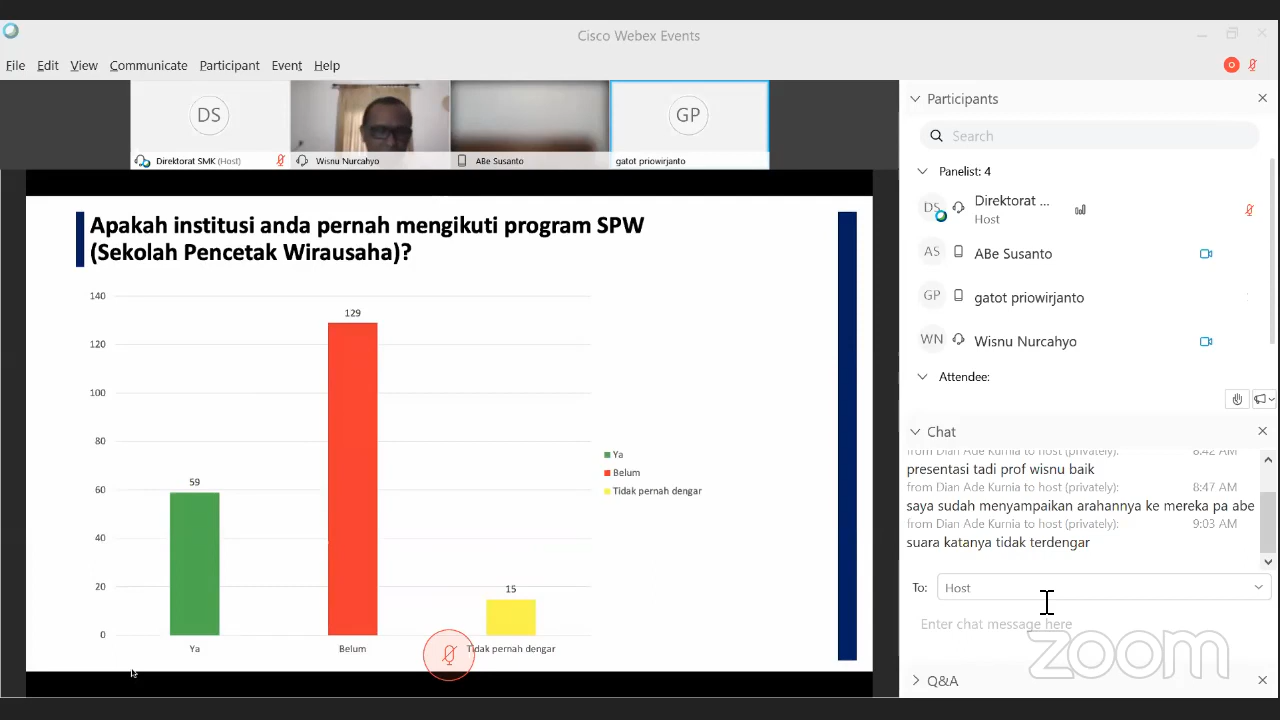 Cisco Webex Events
File Edit View Communicate Participant Event Help
DS
GP
Direktorat SMK (Host)
Wisnu Nurcahyo
ABe Susanto
gatot priowirjanto
Apakah institusi anda pernah mengikuti program SPW
(Sekolah Pencetak Wirausaha)?
140
120
100
80
60
40
20
0
59
129
15
Ya
Belum
Tidak pernah dengar
Ya
Belum
Tidak pernah dengar
Participants
Search
Panelist: 4
DS
Direktorat ...
Host
AS
ABe Susanto
GP
gatot priowirjanto
WN
Wisnu Nurcahyo
Attendee:
Chat
from Dian Ade Kurnia to host (privately): 8:42 AM
presentasi tadi prof wisnu baik
from Dian Ade Kurnia to host (privately): 8:47 AM
saya sudah menyampaikan arahannya ke mereka pa abe
from Dian Ade Kurnia to host (privately): 9:03 AM
suara katanya tidak terdengar
To: Host
Enter chat message here
zoom
Q&A